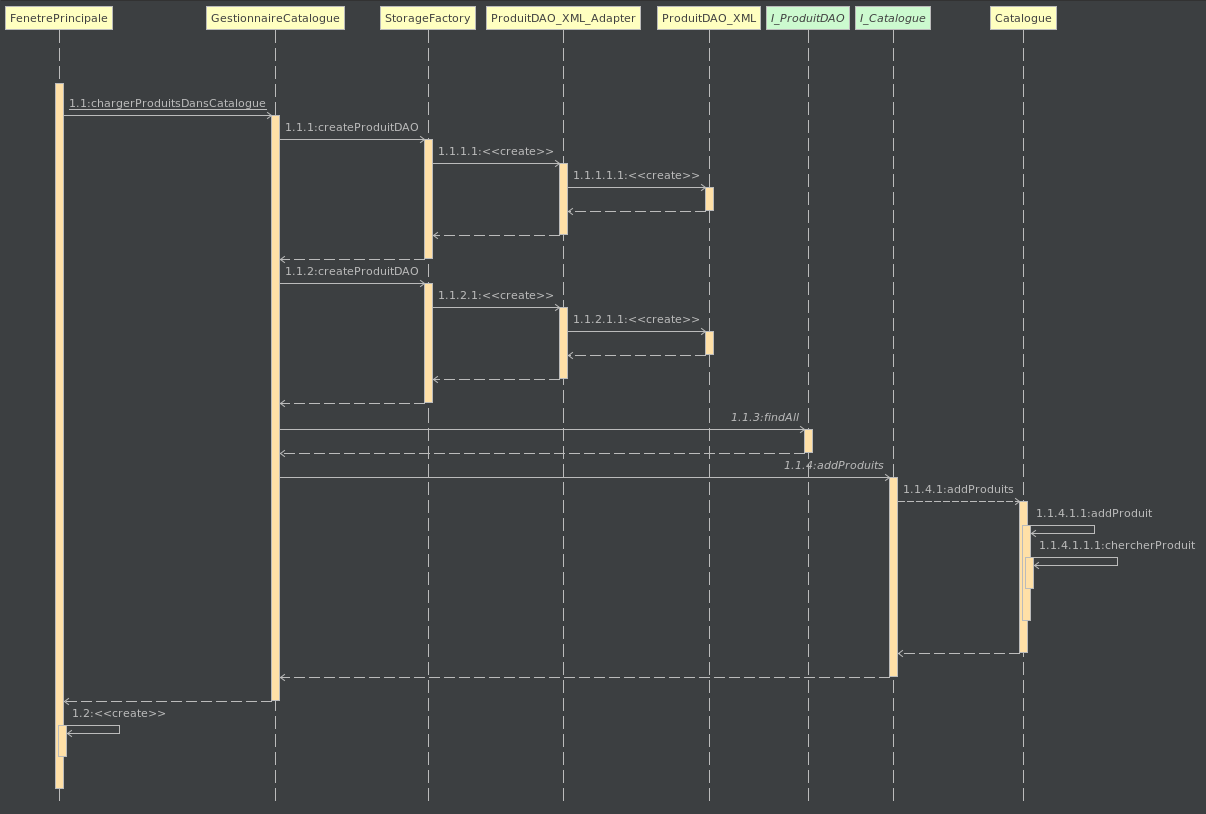 FenetrePrincipale
GestionnaireCatalogue
StorageFactory
ProduitDAO_XML_Adapter
ProduitDAO_XML
I_ProduitDAO
I_Catalogue
Catalogue
1.1:chargerProduitsDansCatalogue
1.1.1:createProduitDAO
1.1.1.1:<<create>>
1.1.1.1.1:<<create>>
1.1.2:createProduitDAO
1.1.2.1:<<create>>
1.1.2.1.1:<<create>>
1.1.3:findAll
1.1.4:addProduits
1.1.4.1:addProduits
1.1.4.1.1:addProduit
1.1.4.1.1.1:chercherProduit
1.2:<<create>>